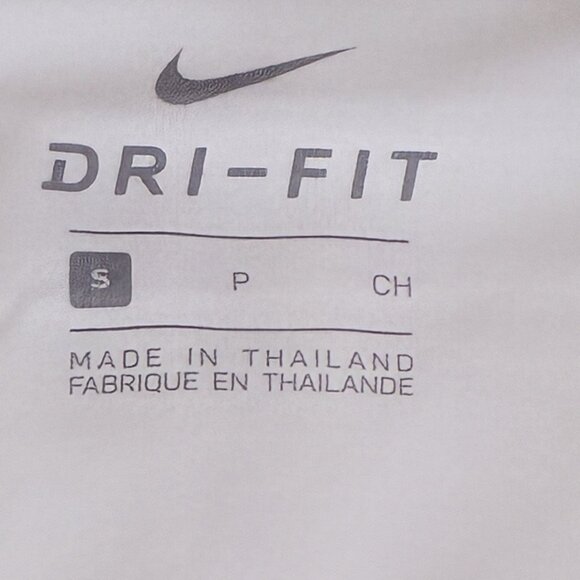 DRI-FIT
S P CH
MADE IN THAILAND
FABRIQUE EN THAILANDE